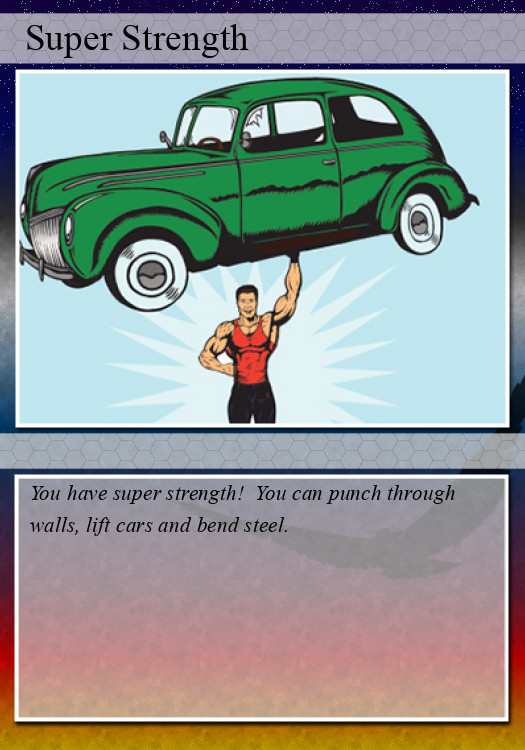 Super Strength
You have super strength!  You can punch through
walls, lift cars and bend steel.